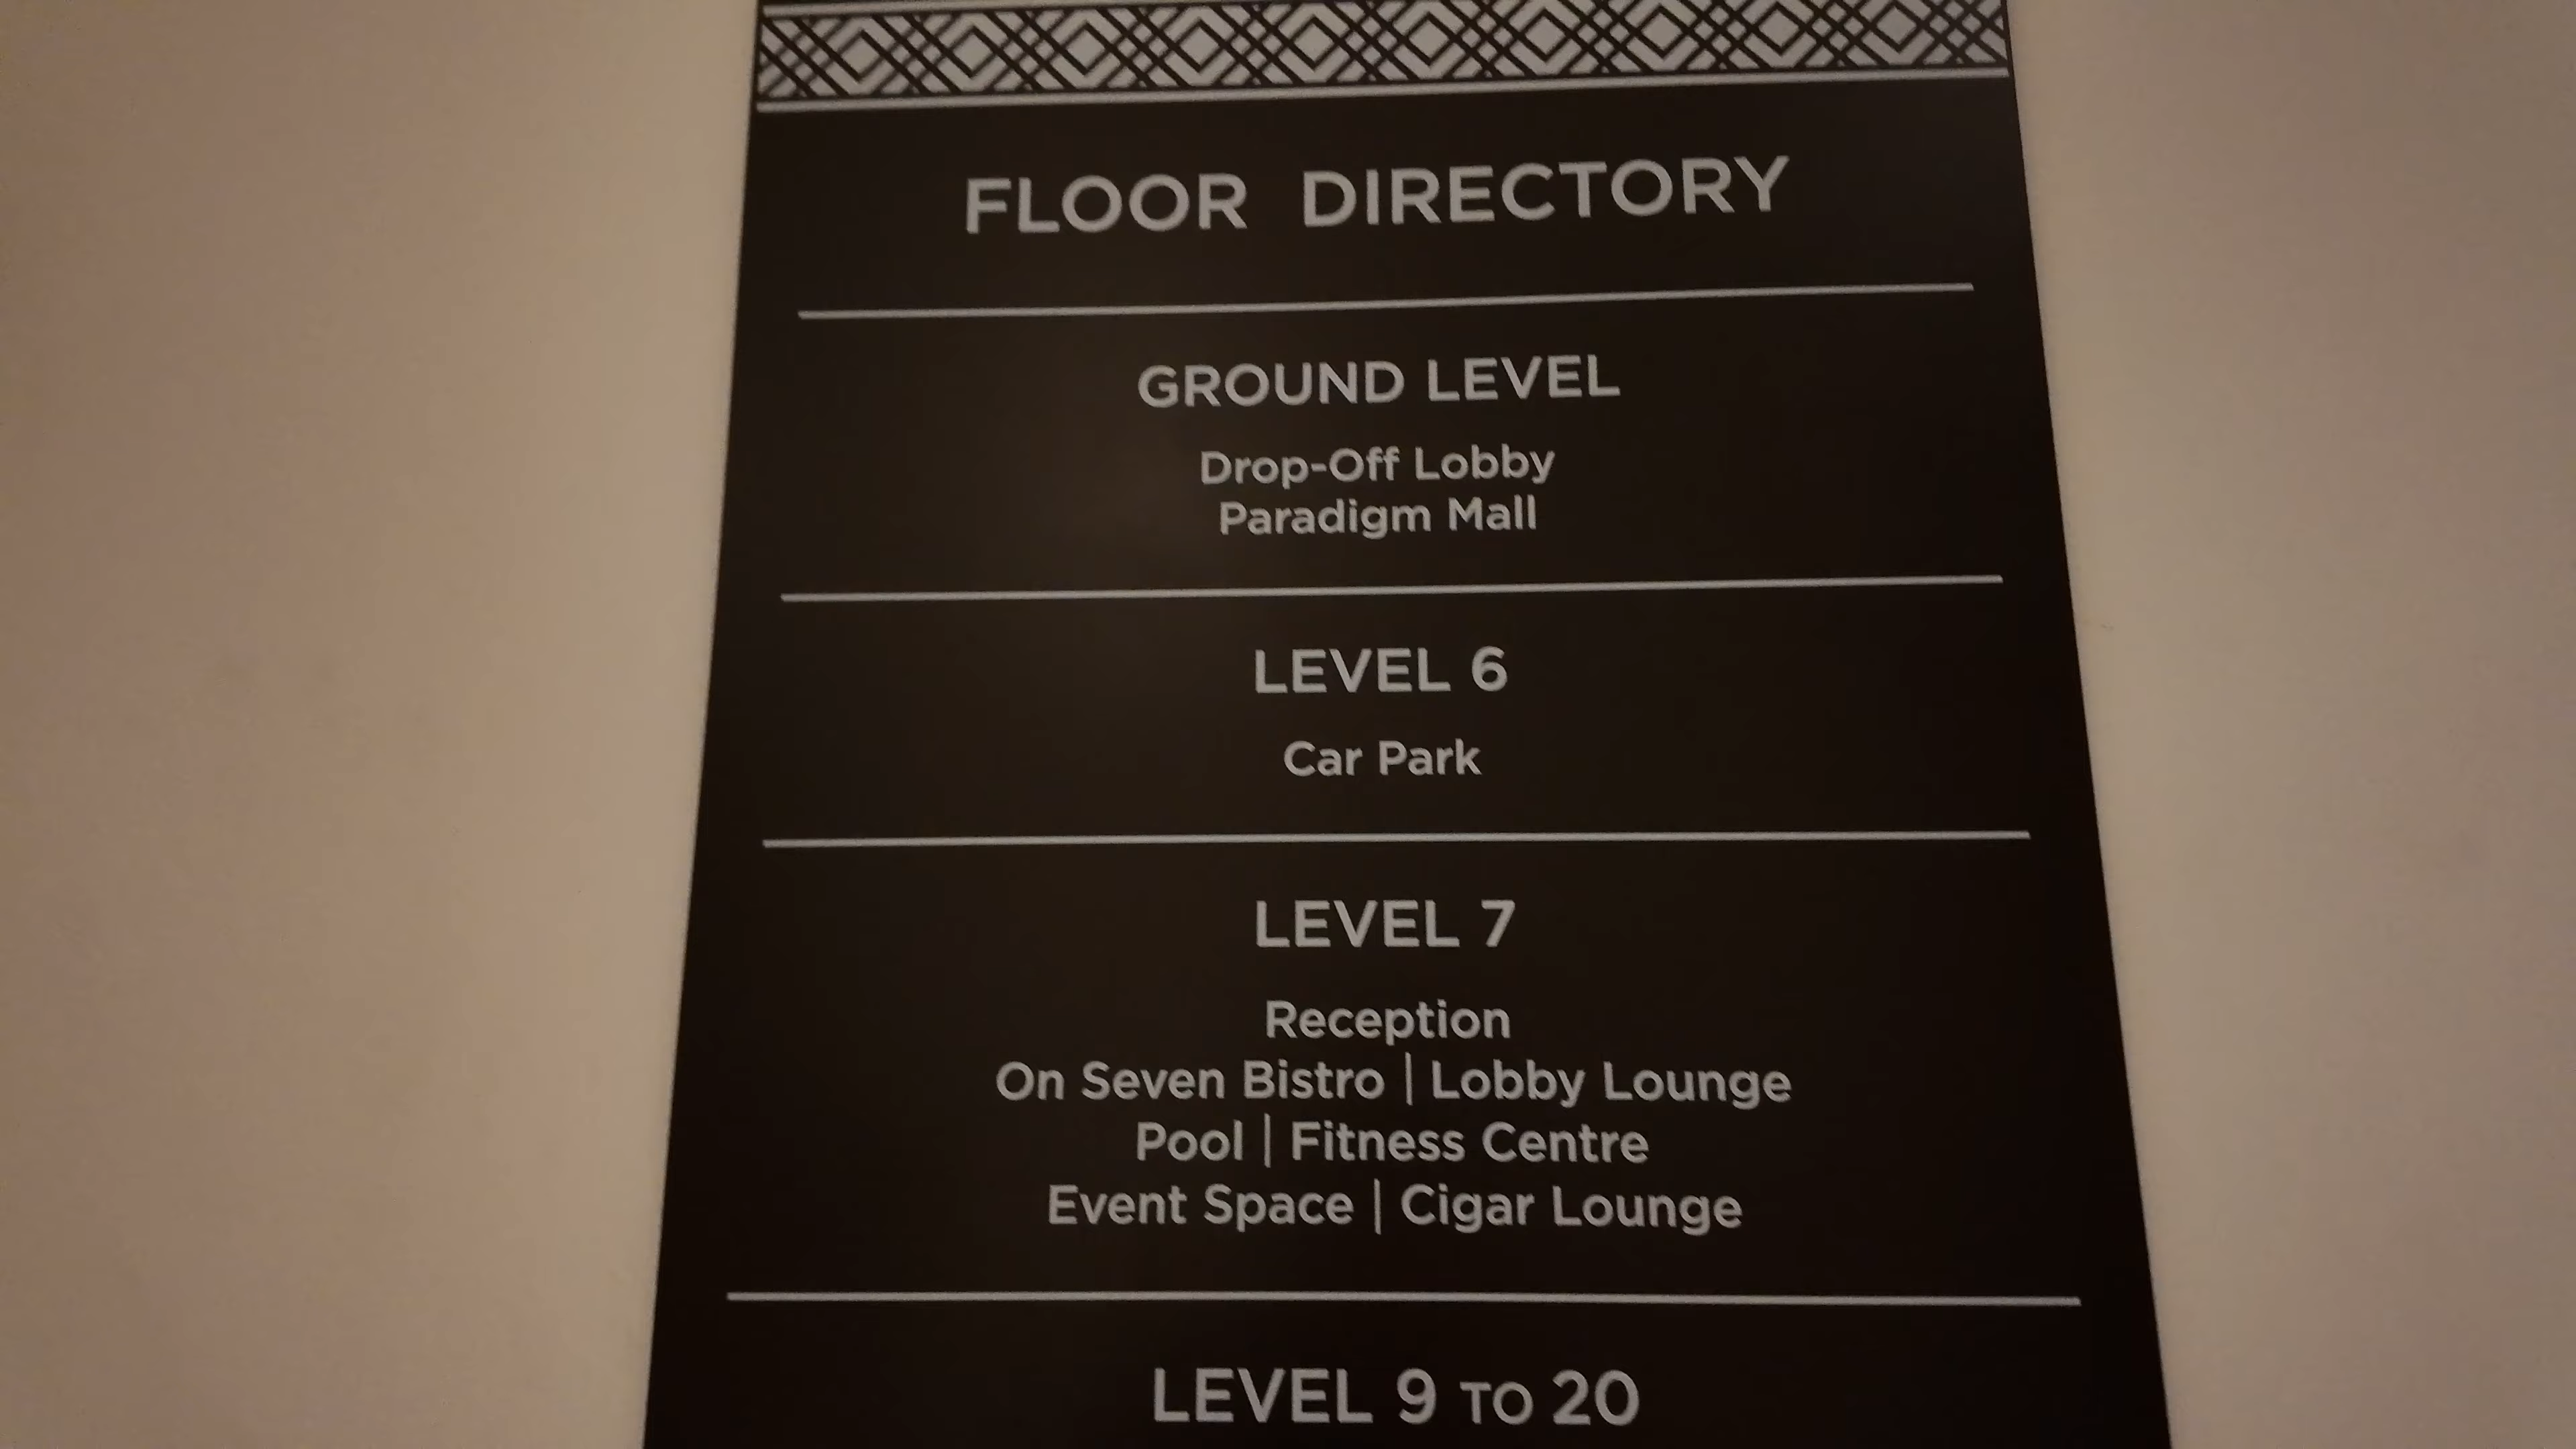 FLOOR DIRECTORY
GROUND LEVEL
Drop-Off Lobby
Paradigm Mall
LEVEL 6
Car Park
LEVEL 7
Reception
On Seven Bistro | Lobby Lounge
Pool | Fitness Centre
Event Space | Cigar Lounge
LEVEL 9 TO 20